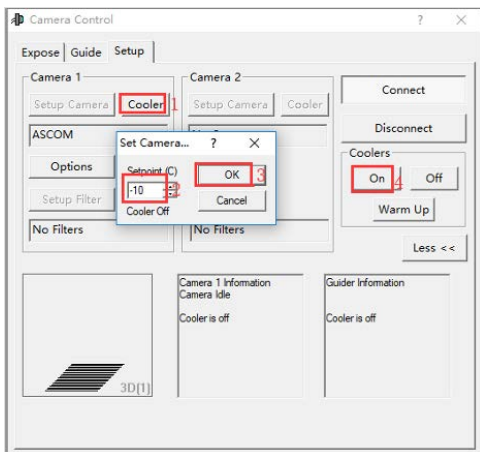 Camera Control ? ×
Expose Guide Setup
Camera 1
Setup Camera Cooler 1
ASCOM
Options
Setup Filter
No Filters
Camera 2
Setup Camera Cooler
No Filters
Set Camera... ? ×
Setpoint (C)
-10 2
Cooler Off
OK 3
Cancel
Connect
Disconnect
Coolers
On 4 Off
Warm Up
Less <<
3D(1)
Camera 1 Information
Camera Idle
Cooler is off
Guider Information
Cooler is off